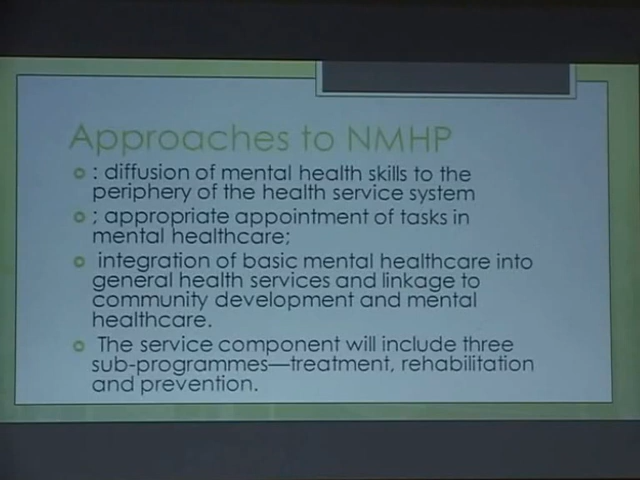 Approaches to NMHP
: diffusion of mental health skills to the
periphery of the health service system
; appropriate appointment of tasks in
mental healthcare;
integration of basic mental healthcare into
general health services and linkage to
community development and mental
healthcare.
The service component will include three
sub-programmes—treatment, rehabilitation
and prevention.